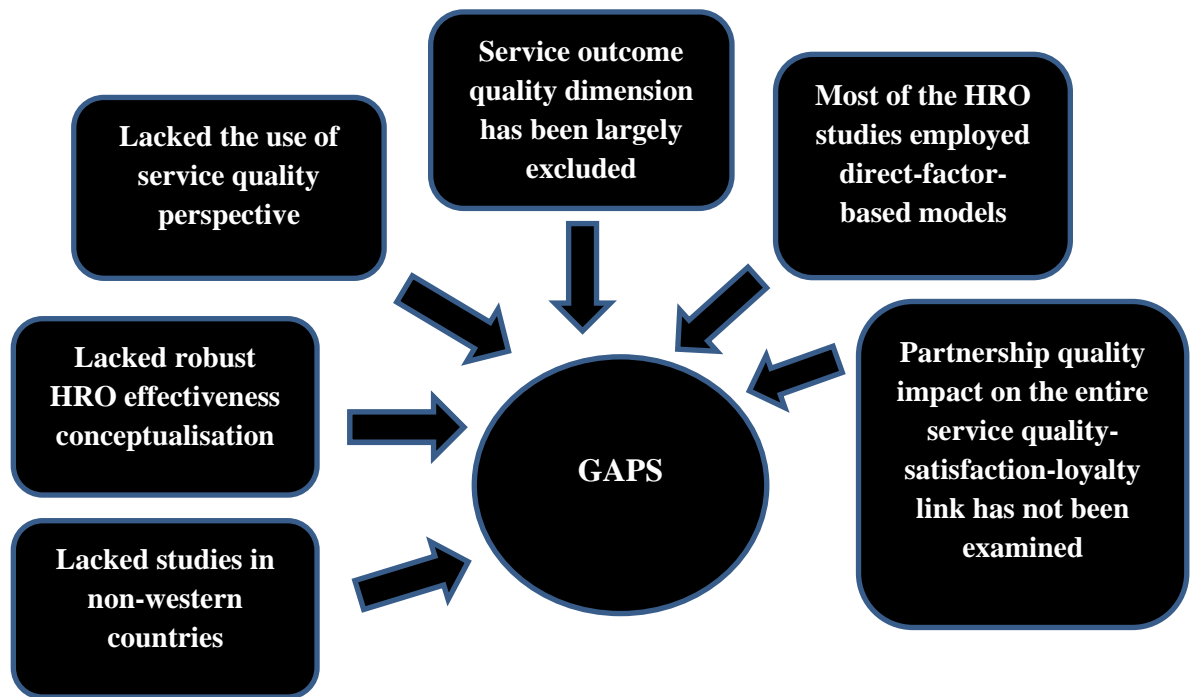 Service outcome
quality dimension
has been largely
excluded
Most of the HRO
studies employed
direct-factor-
based models
Lacked the use of
service quality
perspective
Lacked robust
HRO effectiveness
conceptualisation
Partnership quality
impact on the entire
service quality-
satisfaction-loyalty
link has not been
examined
GAPS
Lacked studies in
non-western
countries